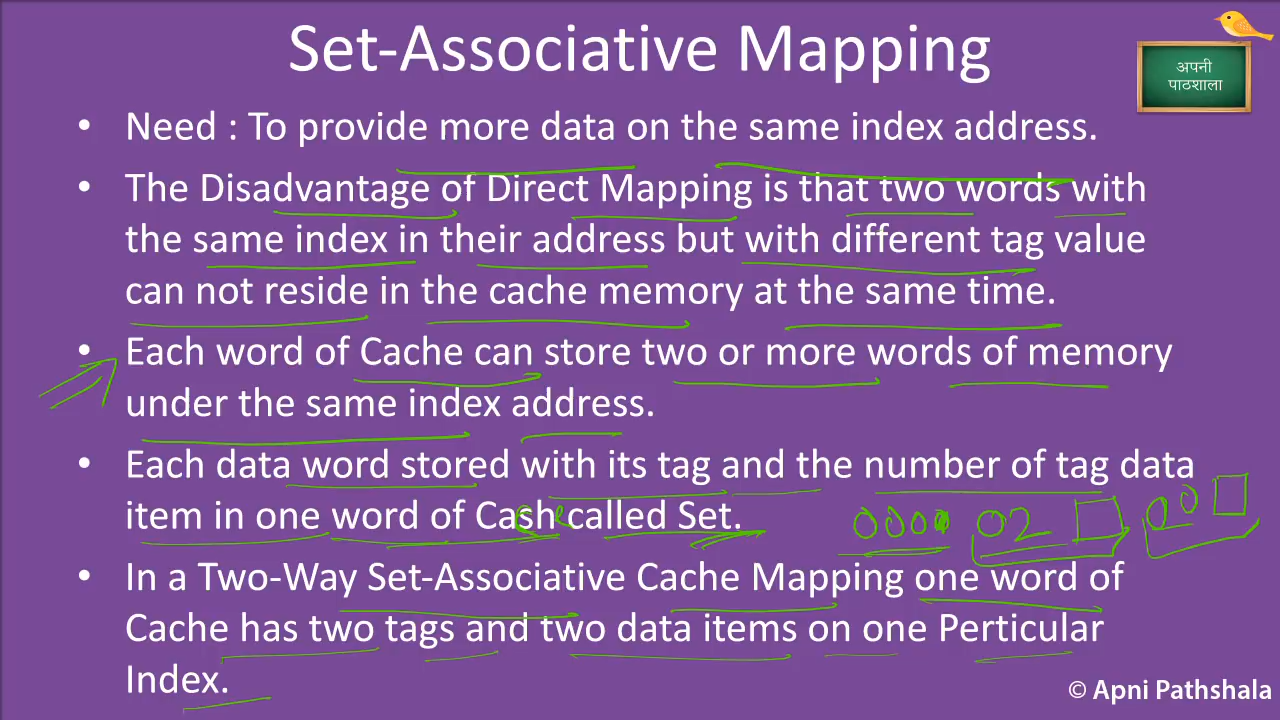 Set-Associative Mapping
अपनी
पाठशाला
• Need : To provide more data on the same index address.
• The Disadvantage of Direct Mapping is that two words with
the same index in their address but with different tag value
can not reside in the cache memory at the same time.
• Each word of Cache can store two or more words of memory
under the same index address.
• Each data word stored with its tag and the number of tag data
item in one word of Cash called Set.
0000 02 00
• In a Two-Way Set-Associative Cache Mapping one word of
Cache has two tags and two data items on one Perticular
Index.
© Apni Pathshala